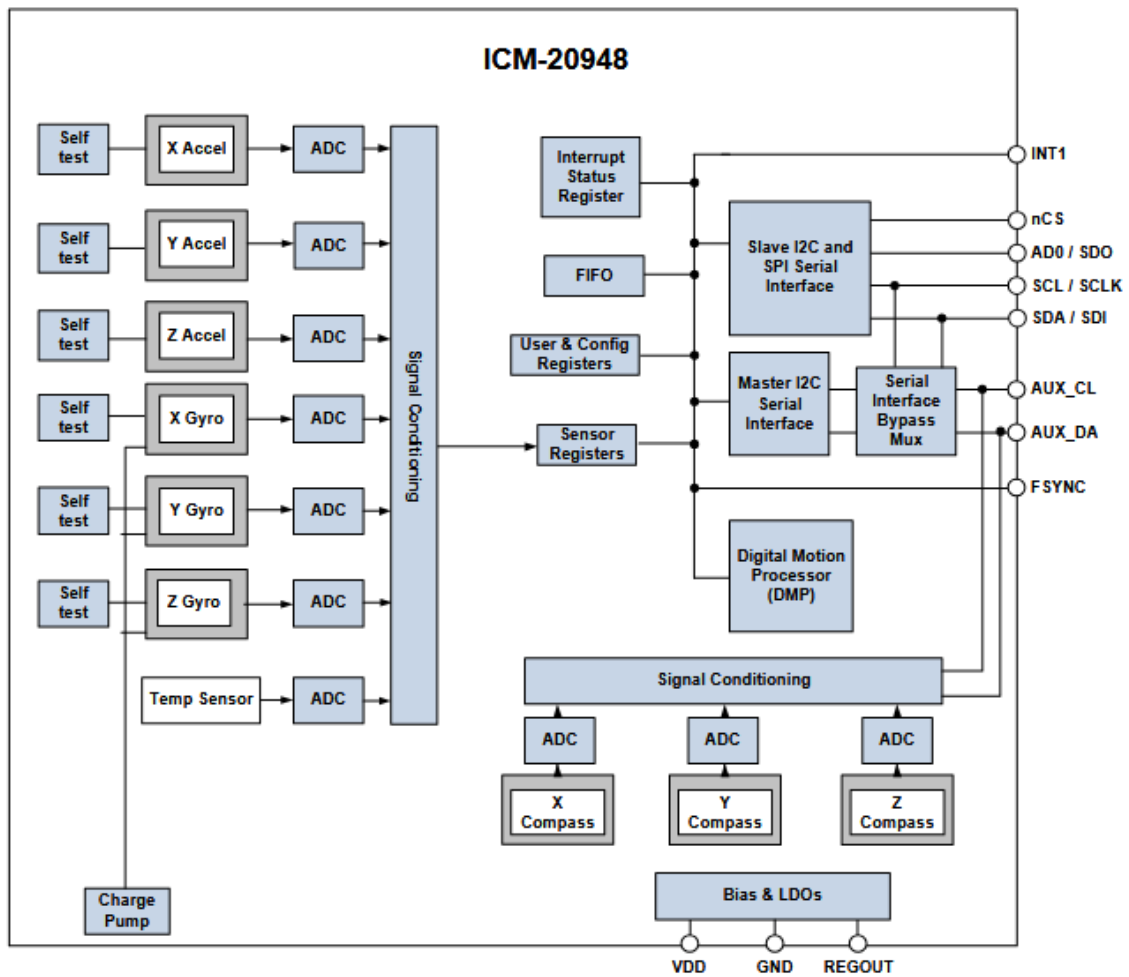 ICM-20948
Self
test
X Accel
ADC
Self
test
Y Accel
ADC
Self
test
Z Accel
ADC
Self
test
X Gyro
ADC
Self
test
Y Gyro
ADC
Self
test
Z Gyro
ADC
Temp Sensor
ADC
Signal Conditioning
Charge
Pump
Interrupt
Status
Register
FIFO
User & Config
Registers
Sensor
Registers
Slave I2C and
SPI Serial
Interface
Master I2C
Serial
Interface
Serial
Interface
Bypass
Mux
Digital Motion
Processor
(DMP)
INT1
nCS
AD0 / SDO
SCL / SCLK
SDA / SDI
AUX_CL
AUX_DA
FSYNC
Signal Conditioning
ADC
ADC
ADC
X
Compass
Y
Compass
Z
Compass
Bias & LDOs
VDD
GND
REGOUT